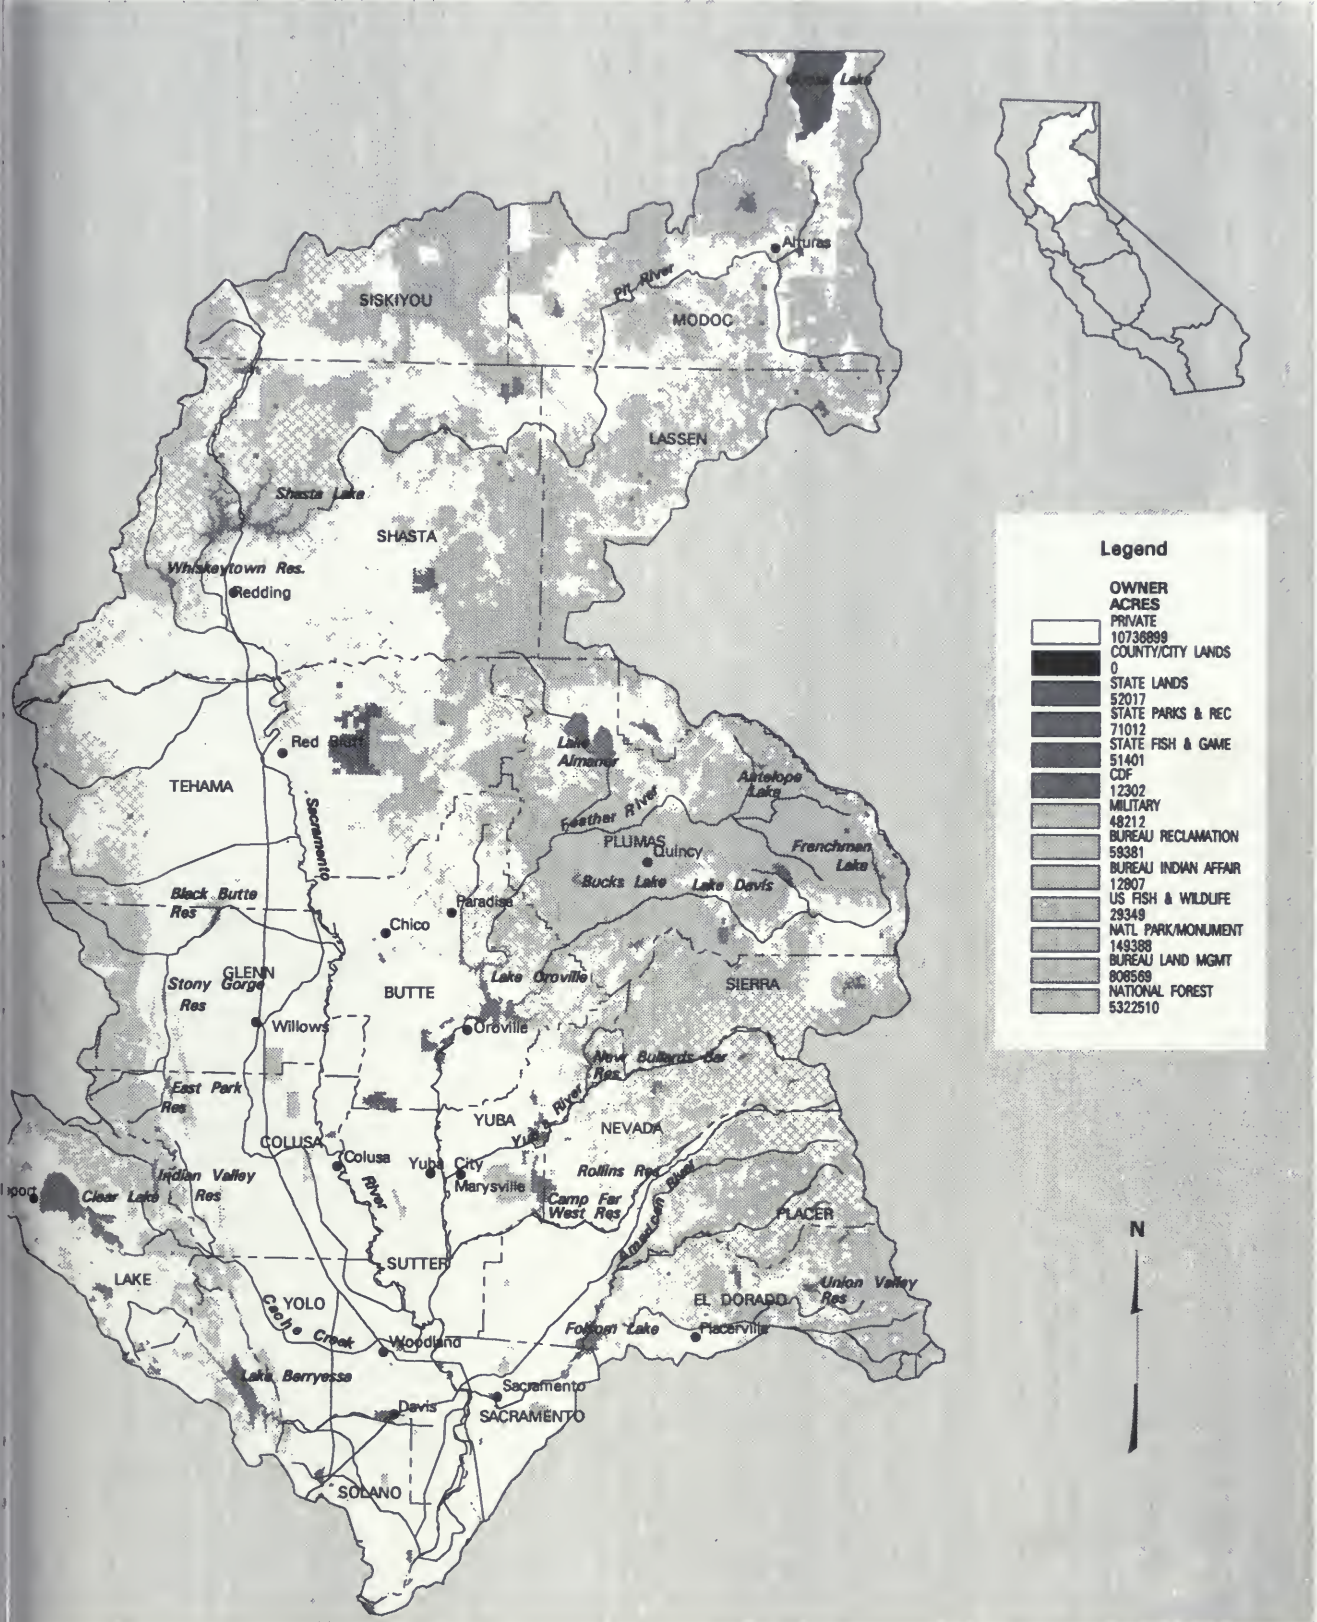 Goose Lake
Alturas
Pit River
SISKIYOU
MODOC
LASSEN
Shasta Lake
SHASTA
Whiskeytown Res.
Redding
Red Bluff
Lake
Almanor
Antelope
Lake
TEHAMA
Sacramento
Feather River
PLUMAS
Quincy
Frenchman
Lake
Bucks Lake
Lake Davis
Black Butte
Res
Paradise
Chico
GLENN
Stony Gorge
Res
BUTTE
Lake Oroville
SIERRA
Willows
Oroville
New Bullards Bar
Res
East Park
Res
YUBA
Yuba River
NEVADA
COLUSA
Colusa
Yuba City
Marysville
Rollins Res
Indian Valley
Res
Clear Lake
River
Camp Far
West Res
American River
PLACER
SUTTER
LAKE
YOLO
Cache Creek
Union Valley
Res
EL DORADO
Folsom Lake
Placerville
Woodland
Lake Berryessa
Sacramento
Davis
SACRAMENTO
SOLANO
Legend
OWNER
ACRES
PRIVATE
10736899
COUNTY/CITY LANDS
0
STATE LANDS
52017
STATE PARKS & REC
71012
STATE FISH & GAME
51401
CDF
12302
MILITARY
48212
BUREAU RECLAMATION
59381
BUREAU INDIAN AFFAIR
12807
US FISH & WILDLIFE
29349
NATL PARK/MONUMENT
149388
BUREAU LAND MGMT
808569
NATIONAL FOREST
5322510
N